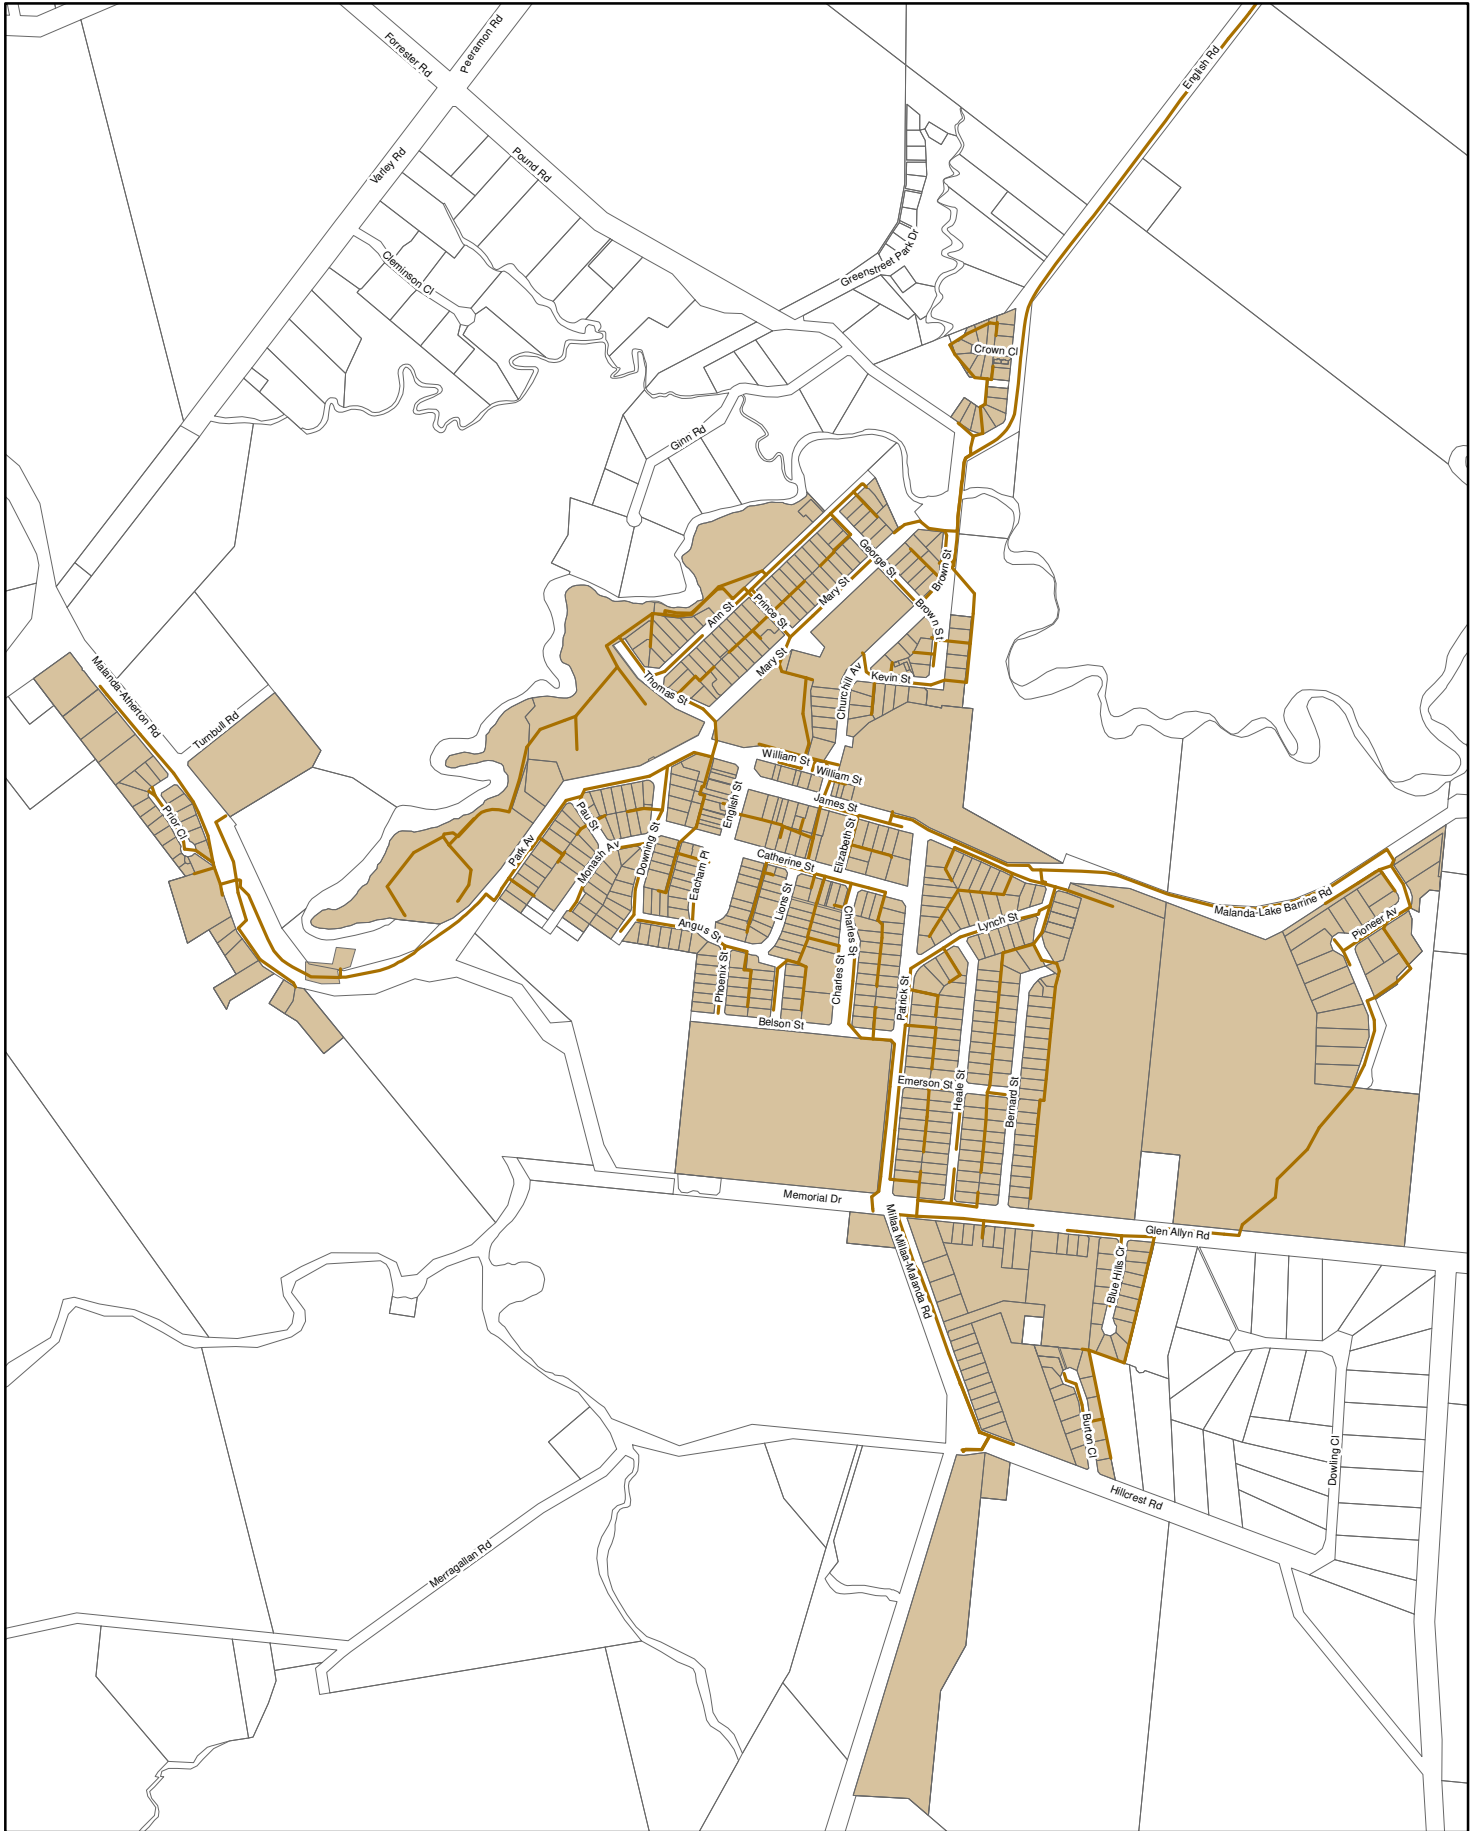 Forrester Rd
Peeramon Rd
English Rd
Varley Rd
Pound Rd
Cleminson Cl
Greenstreet Park Dr
Crown Cl
Ginn Rd
George St
Brown St
Mary St
Prince St
Ann St
Brown St
Mary St
Thomas St
Kevin St
Churchill Av
Malanda-Atherton Rd
Turnbull Rd
William St
William St
English St
James St
Prior Cl
Pau St
Park Av
Monash Av
Downing St
Eacham Pl
Catherine St
Elizabeth St
Lions St
Malanda-Lake Barrine Rd
Pioneer Av
Angus St
Charles St
Lynch St
Phoenix St
Charles St
Patrick St
Belson St
Emerson St
Heale St
Bernard St
Memorial Dr
Millaa Millaa-Malanda Rd
Glen Allyn Rd
Blue Hills Cr
Burton Cl
Dowling Cl
Hillcrest Rd
Merragallan Rd